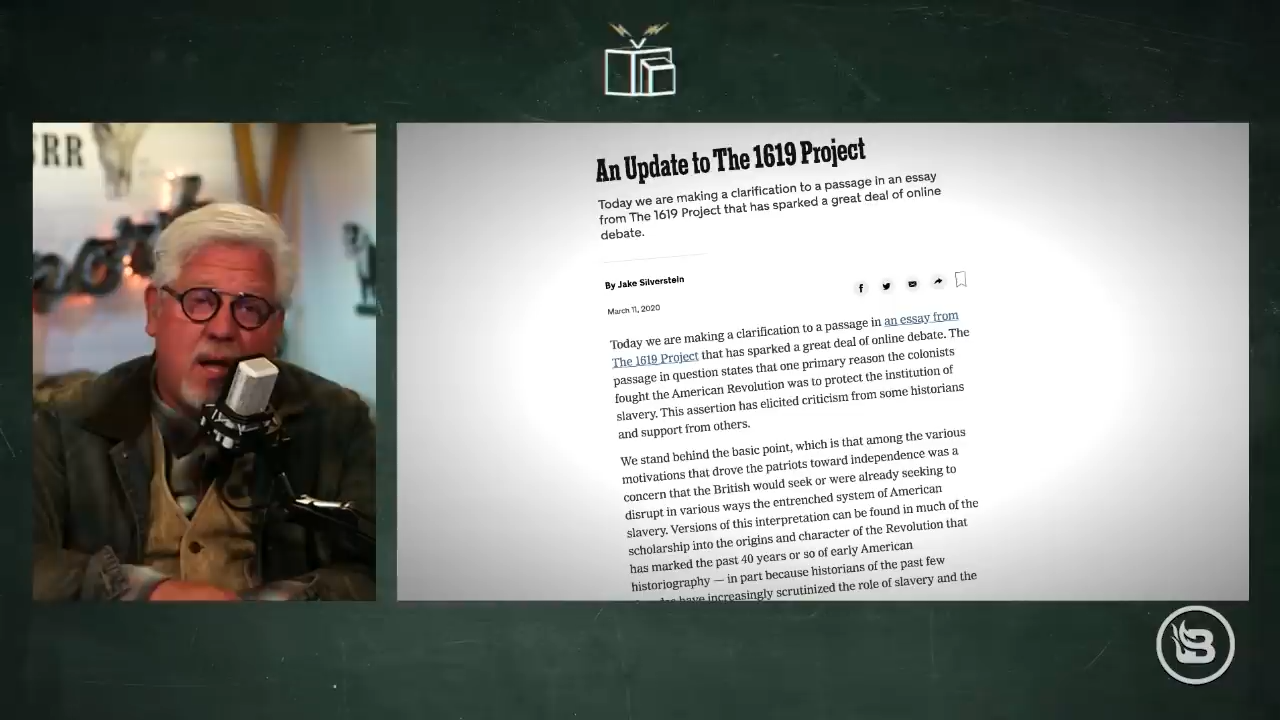 SRR
An Update to The 1619 Project
Today we are making a clarification to a passage in an essay
from The 1619 Project that has sparked a great deal of online
debate.
By Jake Silverstein
March 11, 2020
Today we are making a clarification to a passage in an essay from
The 1619 Project that has sparked a great deal of online debate. The
passage in question states that one primary reason the colonists
fought the American Revolution was to protect the institution of
slavery. This assertion has elicited criticism from some historians
and support from others.
We stand behind the basic point, which is that among the various
motivations that drove the patriots toward independence was a
concern that the British would seek or were already seeking to
disrupt in various ways the entrenched system of American
slavery. Versions of this interpretation can be found in much of the
scholarship into the origins and character of the Revolution that
has marked the past 40 years or so of early American
historiography — in part because historians of the past few
have increasingly scrutinized the role of slavery and the
B